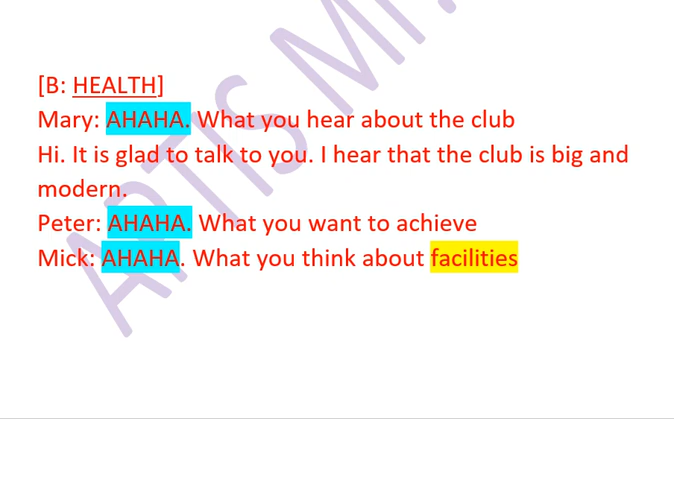 [B: HEALTH]
Mary: AHAHA. What you hear about the club
Hi. It is glad to talk to you. I hear that the club is big and
modern.
Peter: AHAHA. What you want to achieve
Mick: AHAHA. What you think about facilities